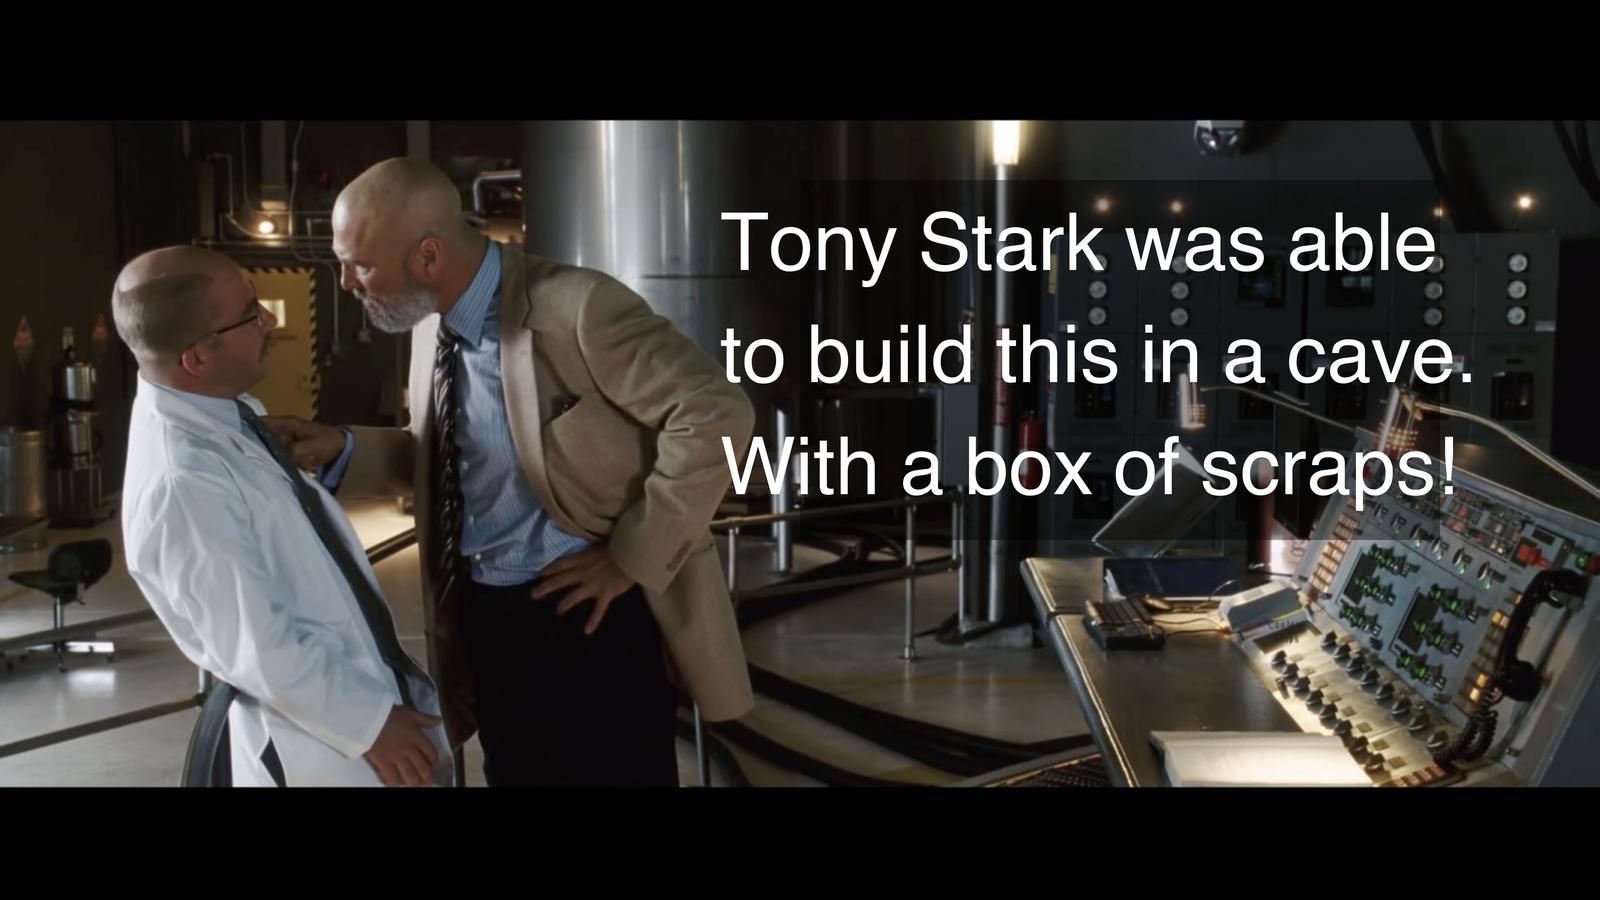 Tony Stark was able
to build this in a cave.
With a box of scraps!